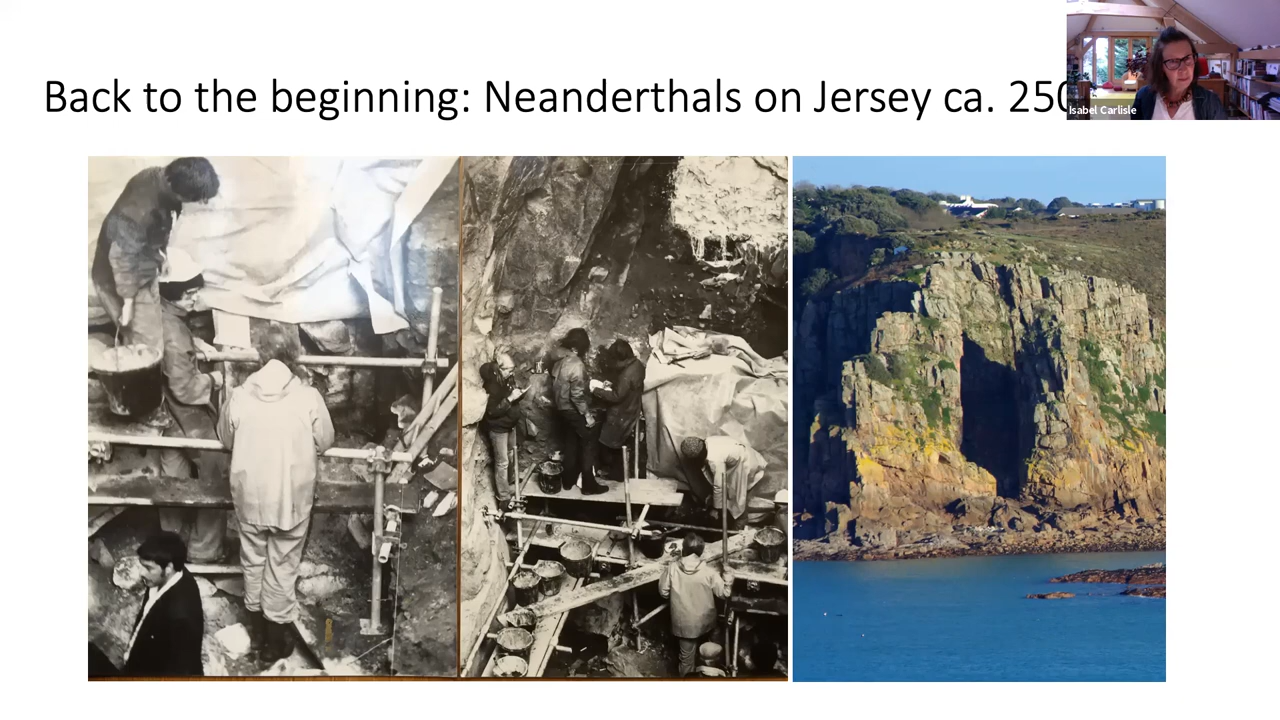 Back to the beginning: Neanderthals on Jersey ca. 250
Isabel Carlisle